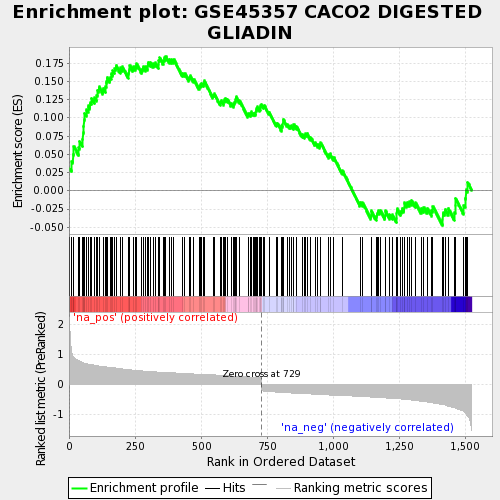 Enrichment plot: GSE45357 CACO2 DIGESTED
GLIADIN
Enrichment score (ES)
0.175
0.150
0.125
0.100
0.075
0.050
0.025
0.000
-0.025
-0.050
'na_pos' (positively correlated)
Ranked list metric (PreRanked)
2
1
0
-1
Zero cross at 729
'na_neg' (negatively correlated)
0
250
500
750
1,000
1,250
1,500
Rank in Ordered Dataset
Enrichment profile
Hits
Ranking metric scores